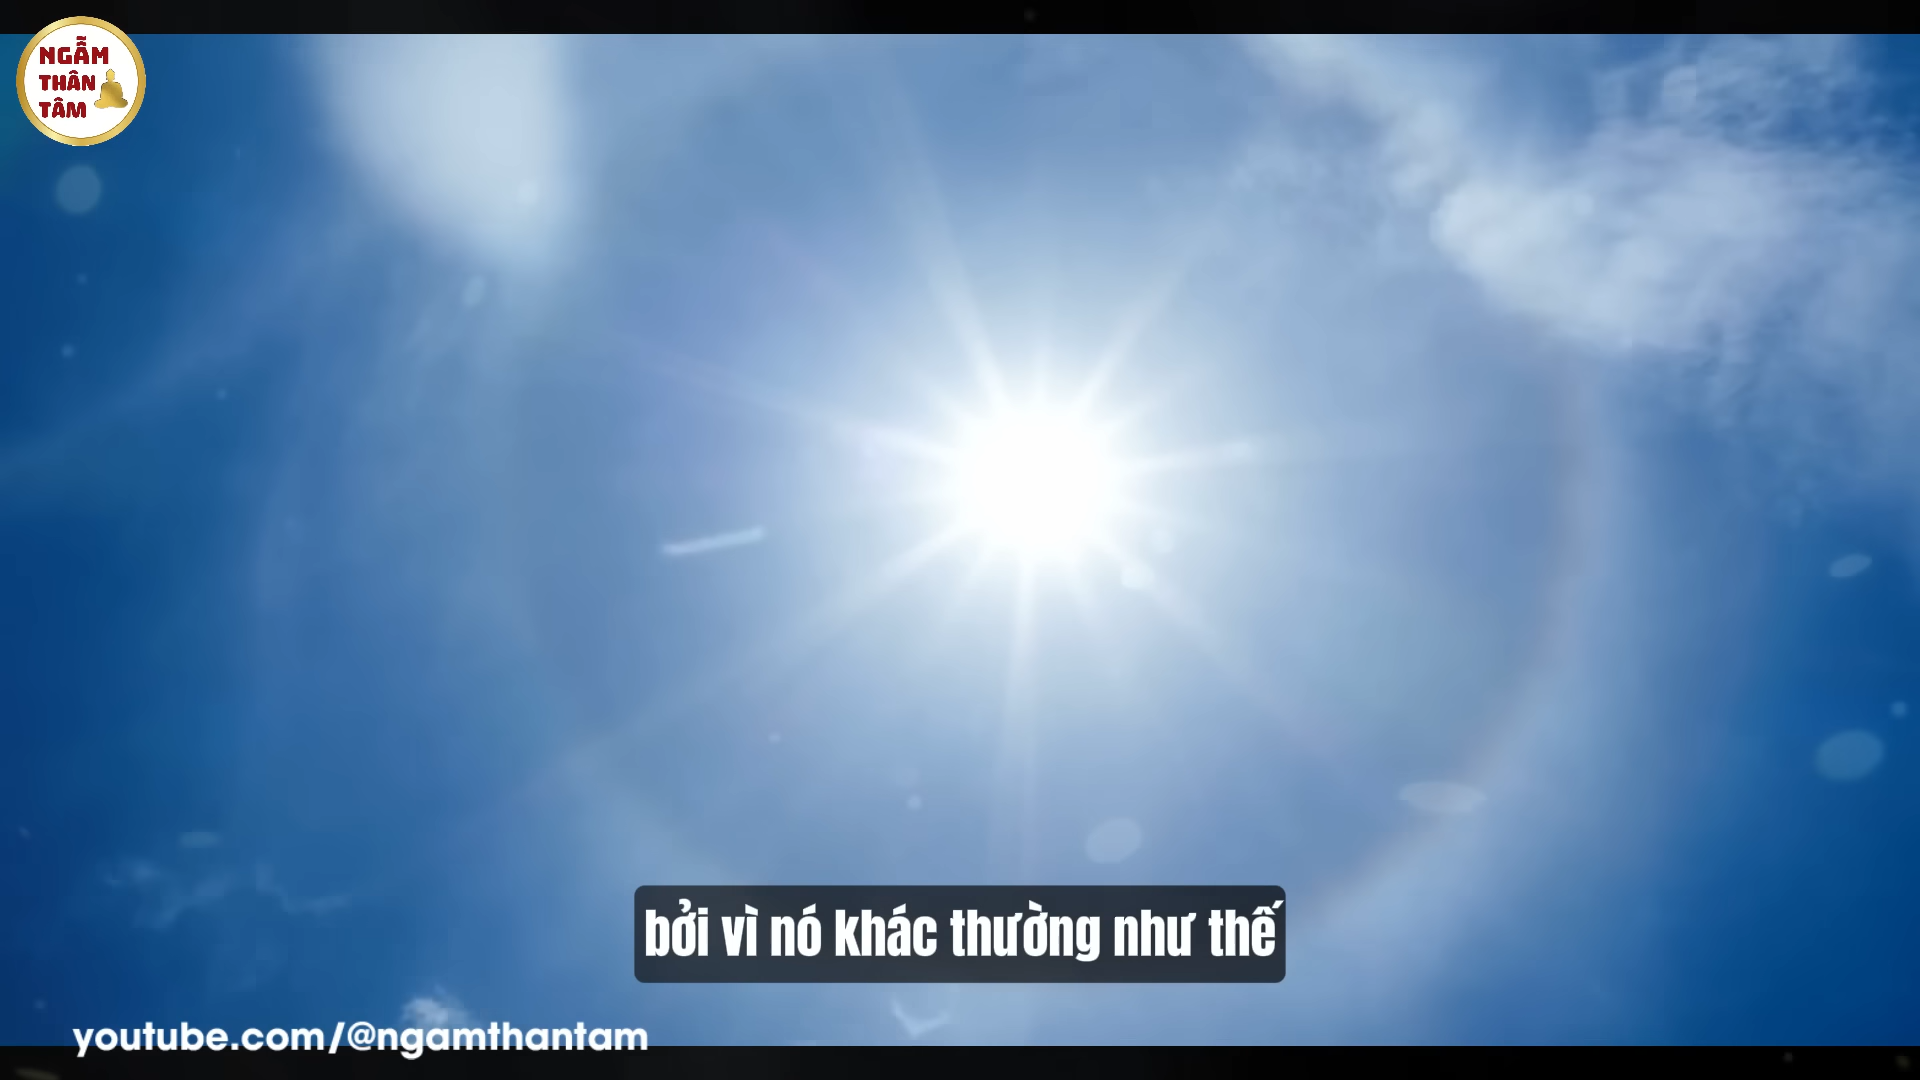 NGẪM
THÂN
TÂM
bởi vì nó khác thường như thế
youtube.com/@ngamthantam